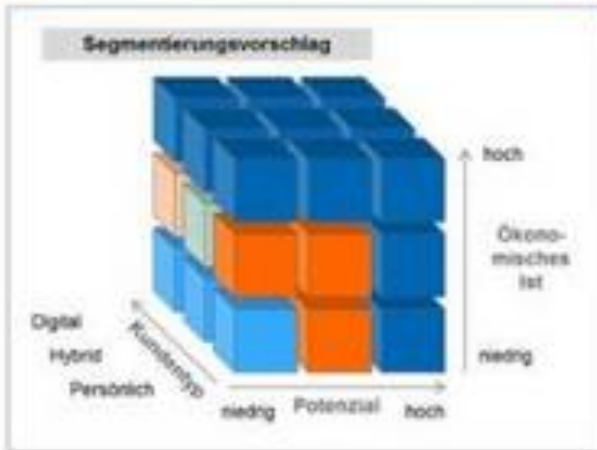 Segmentierungsvorschlag
hoch
Ökono-
misches
Ist
niedrig
Digital
Hybrid
Persönlich
Kundentyp
niedrig
Potenzial
hoch